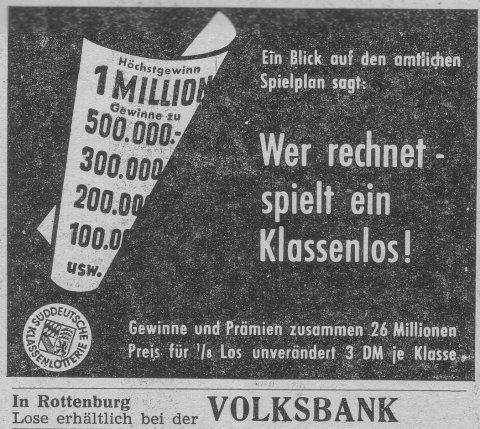 Höchstgewinn
1 MILLION
Gewinne zu
500.000.-
300.000
200.00
100.0
usw.
Ein Blick auf den amtlichen
Spielplan sagt:
Wer rechnet -
spielt ein
Klassenlos!
SÜDDEUTSCHE
KLASSENLOTTERIE
Gewinne und Prämien zusammen 26 Millionen
Preis für 1/8 Los unverändert 3 DM je Klasse
In Rottenburg
Lose erhältlich bei der VOLKSBANK